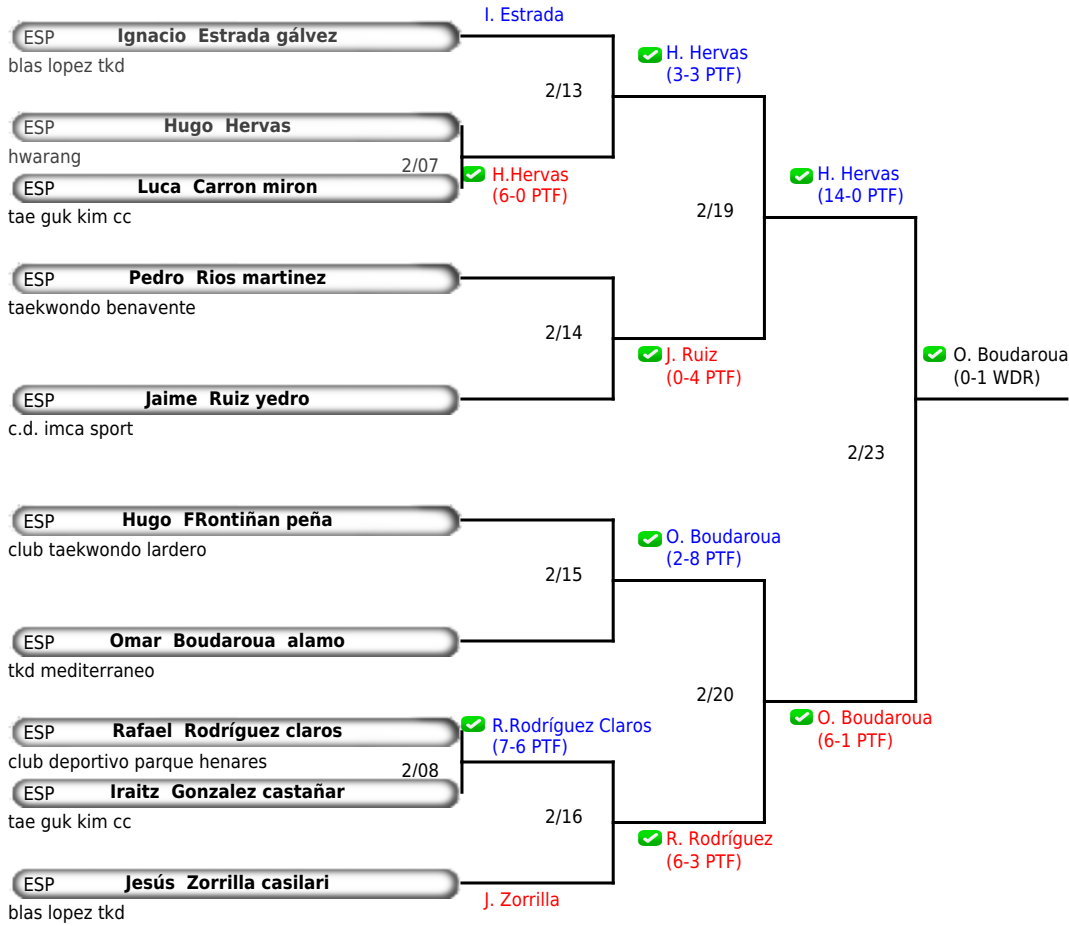 I. Estrada
ESP Ignacio Estrada gálvez
blas lopez tkd
H. Hervas
(3-3 PTF)
2/13
ESP Hugo Hervas
hwarang
2/07
H.Hervas
(6-0 PTF)
ESP Luca Carron miron
tae guk kim cc
H. Hervas
(14-0 PTF)
2/19
ESP Pedro Rios martinez
taekwondo benavente
2/14
J. Ruiz
(0-4 PTF)
O. Boudaroua
(0-1 WDR)
ESP Jaime Ruiz yedro
c.d. imca sport
2/23
ESP Hugo FRontiñan peña
club taekwondo lardero
O. Boudaroua
(2-8 PTF)
2/15
ESP Omar Boudaroua alamo
tkd mediterraneo
2/20
O. Boudaroua
(6-1 PTF)
ESP Rafael Rodríguez claros
club deportivo parque henares
R.Rodríguez Claros
(7-6 PTF)
2/08
ESP Iraitz Gonzalez castañar
tae guk kim cc
2/16
R. Rodríguez
(6-3 PTF)
ESP Jesús Zorrilla casilari
blas lopez tkd
J. Zorrilla